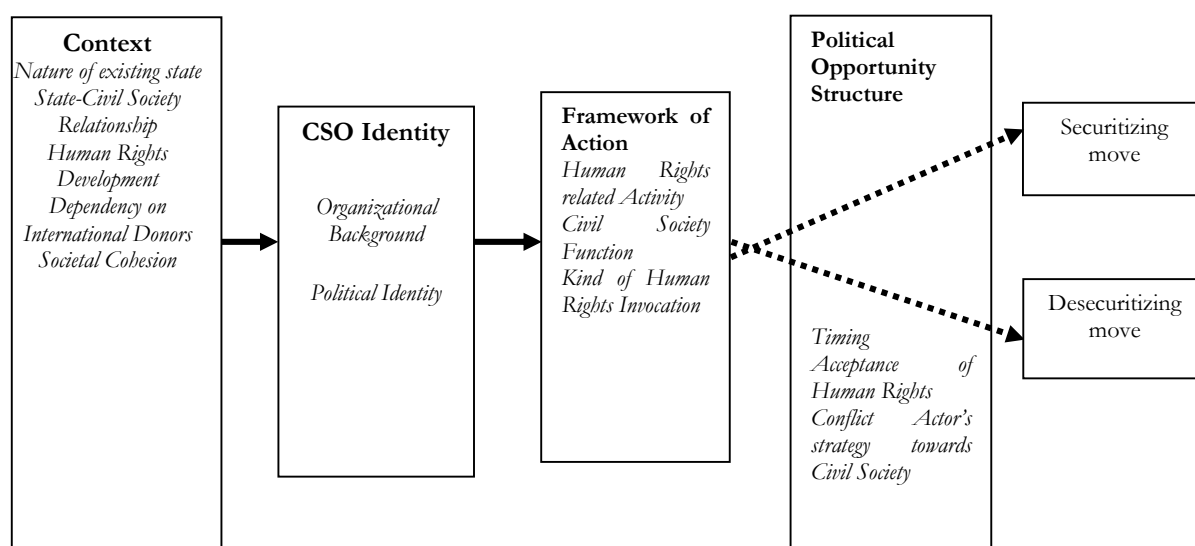 Context
Nature of existing state
State-Civil Society
Relationship
Human Rights
Development
Dependency on
International Donors
Societal Cohesion
CSO Identity
Organizational
Background
Political Identity
Framework of
Action
Human Rights
related Activity
Civil Society
Function
Kind of Human
Rights Invocation
Political
Opportunity
Structure
Timing
Acceptance of
Human Rights
Conflict Actor's
strategy towards
Civil Society
Securitizing
move
Desecuritizing
move